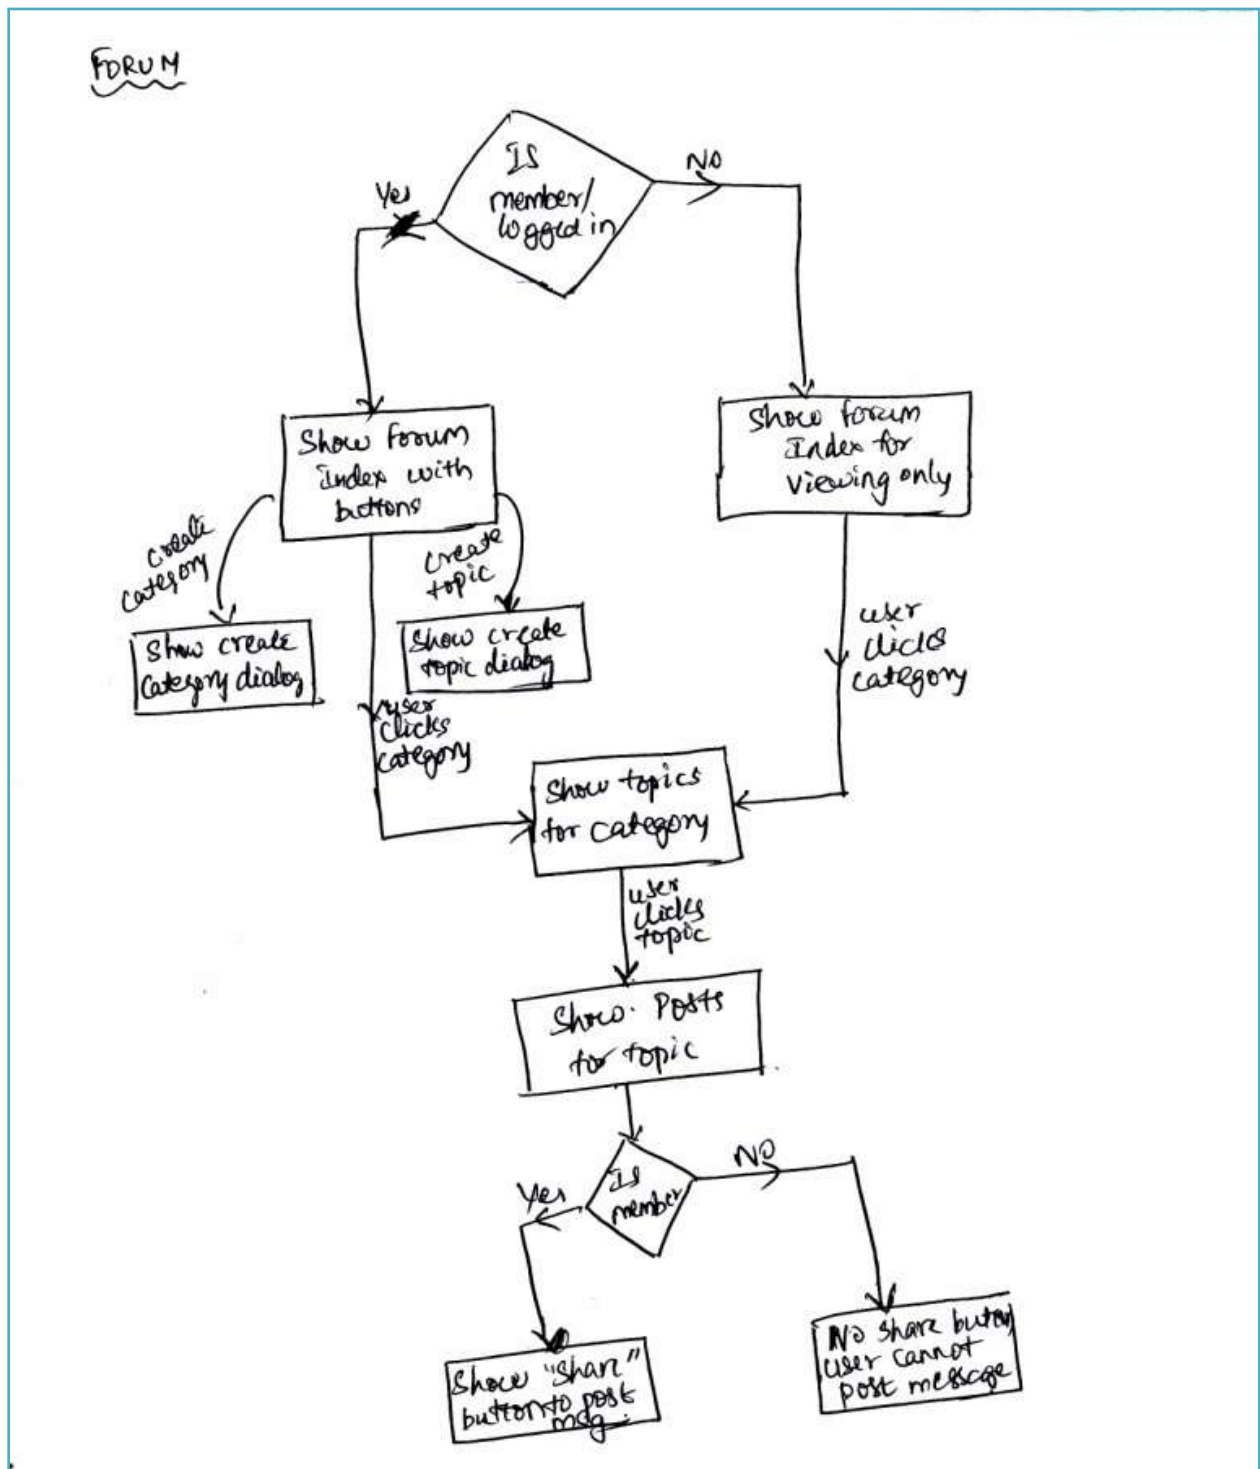 FORUM
Is
member/
logged in
Yes
NO
Show forum
Index with
buttons
Show forum
Index for
viewing only
create
category
create
topic
Show create
category dialog
Show create
topic dialog
user
clicks
category
user
clicks
category
Show topics
for category
user
clicks
topic
Show Posts
for topic
Is
member
Yes
NO
Show "Share"
button to post
msg.
No share button,
user cannot
post message